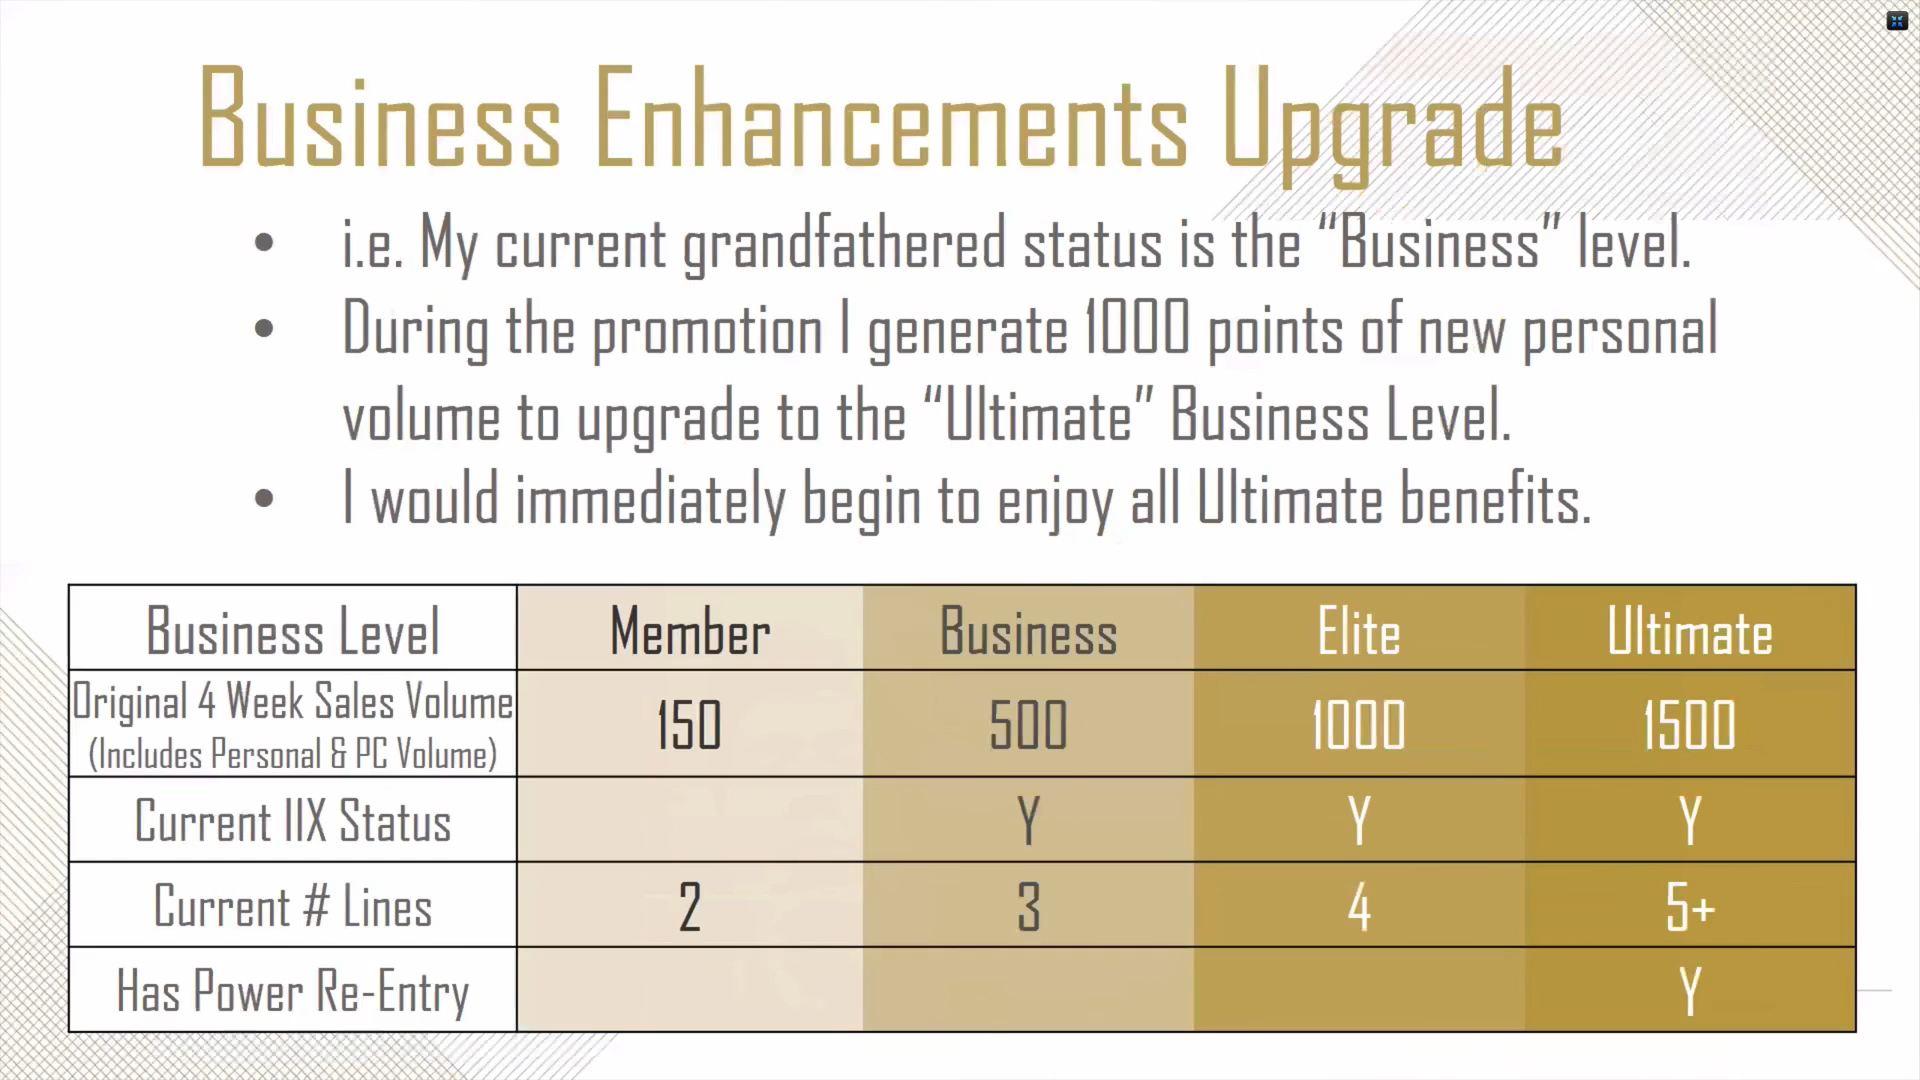 Business Enhancements Upgrade
• i.e. My current grandfathered status is the “Business” level.
• During the promotion I generate 1000 points of new personal
volume to upgrade to the “Ultimate” Business Level.
• I would immediately begin to enjoy all Ultimate benefits.
Business Level Member Business Elite Ultimate
Original 4 Week Sales Volume
(Includes Personal & PC Volume) 150 500 1000 1500
Current IIX Status Y Y Y
Current # Lines 2 3 4 5+
Has Power Re-Entry Y